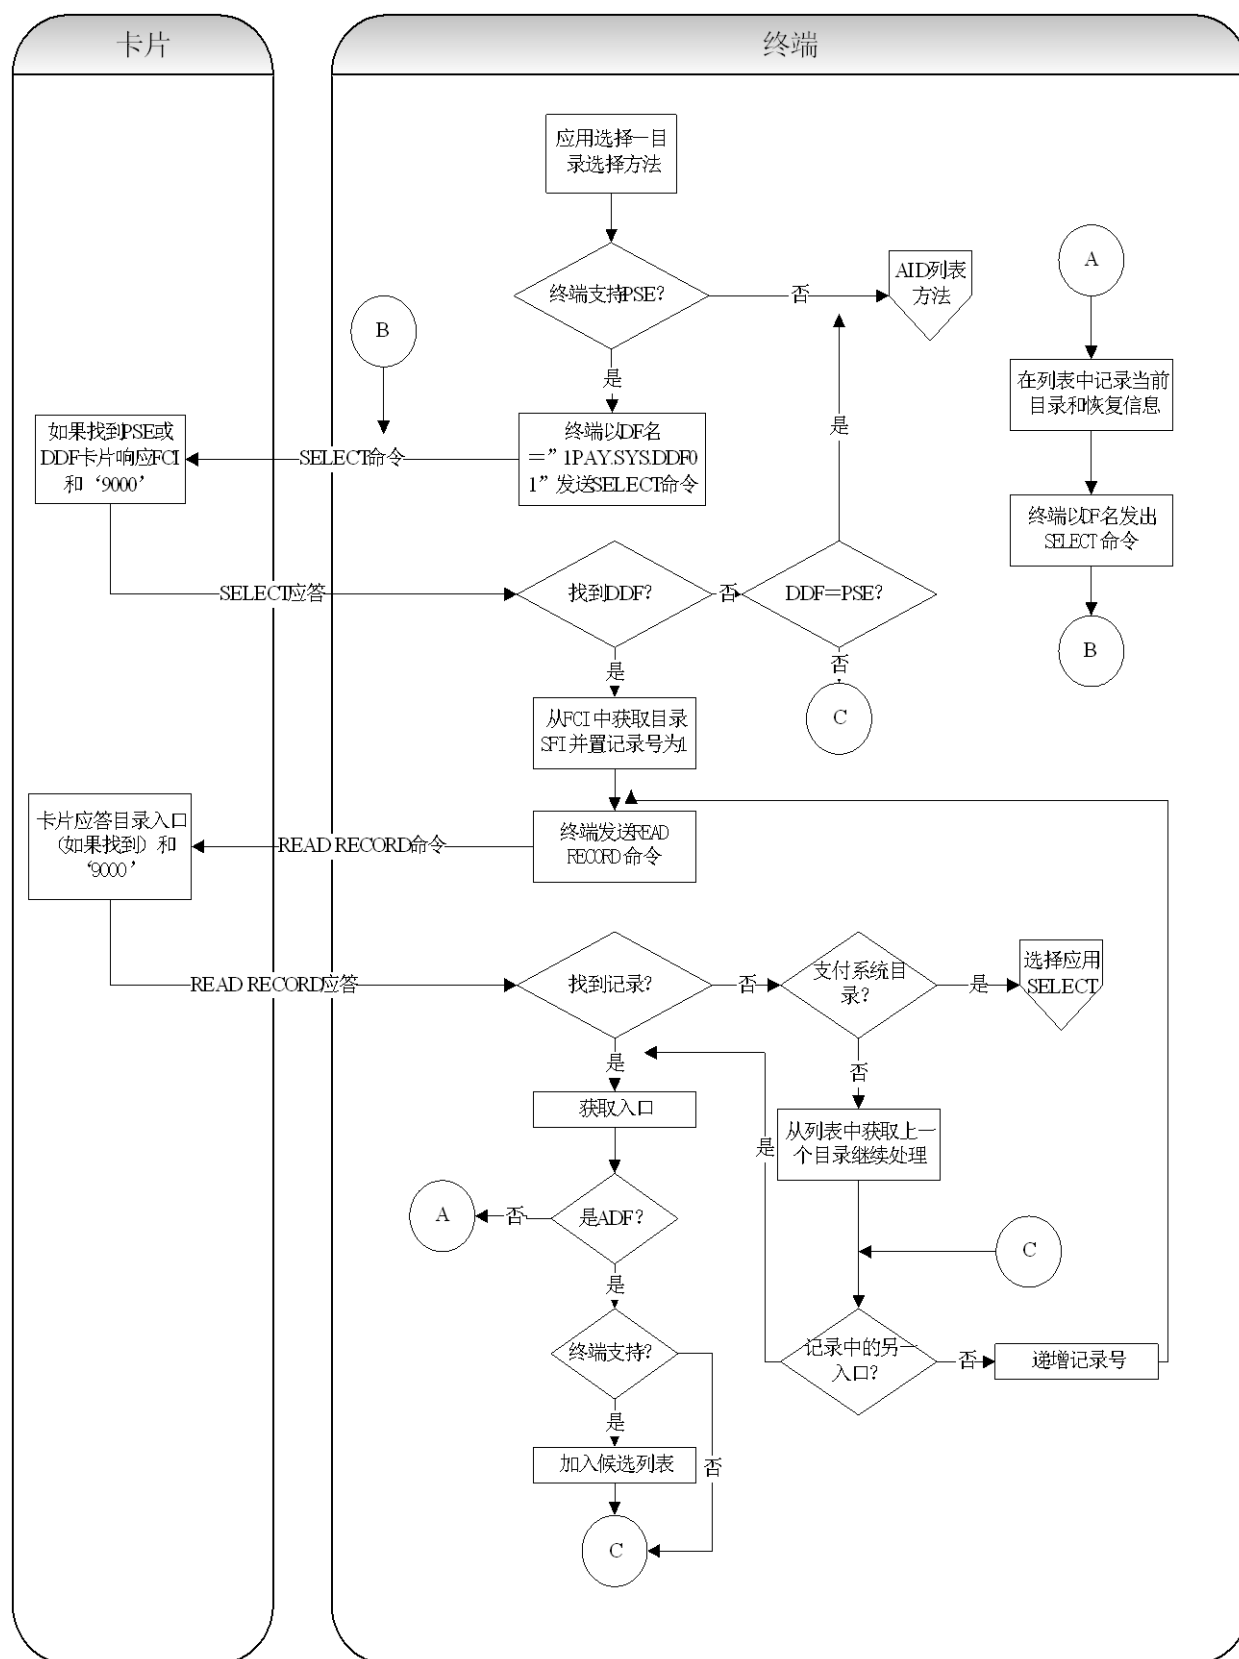 卡片
终端
应用选择一目
录选择方法
终端支持PSE?
否
AID列表
方法
A
B
是
是
在列表中记录当前
目录和恢复信息
如果找到PSE或
DDF卡片响应FCI
和‘9000’
SELECT命令
终端以DF名
=”1PAY.SYS.DDF0
1”发送SELECT命令
终端以DF名发出
SELECT命令
SELECT应答
找到DDF?
否
DDF=PSE?
B
是
否
C
从FCI中获取目录
SFI并置记录号为1
卡片应答目录入口
(如果找到)和
‘9000’
READ RECORD命令
终端发送READ
RECORD命令
READ RECORD应答
找到记录?
否
支付系统目
录?
是
选择应用
SELECT
是
否
获取入口
是
从列表中获取上一
个目录继续处理
A
否
是ADF?
C
是
终端支持?
记录中的另一
入口?
否
递增记录号
是
加入候选列表
否
C